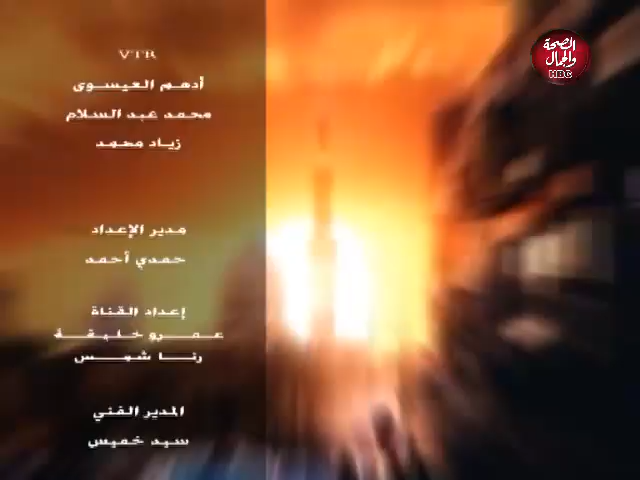 الصحة
والجمال
HBC
VTR
أدهم العيسوى
محمد عبد السلام
زياد محمد
مدير الإعداد
حمدي أحمد
إعداد القناة
عمرو خليفة
رنا شمس
المدير الفني
سيد خميس